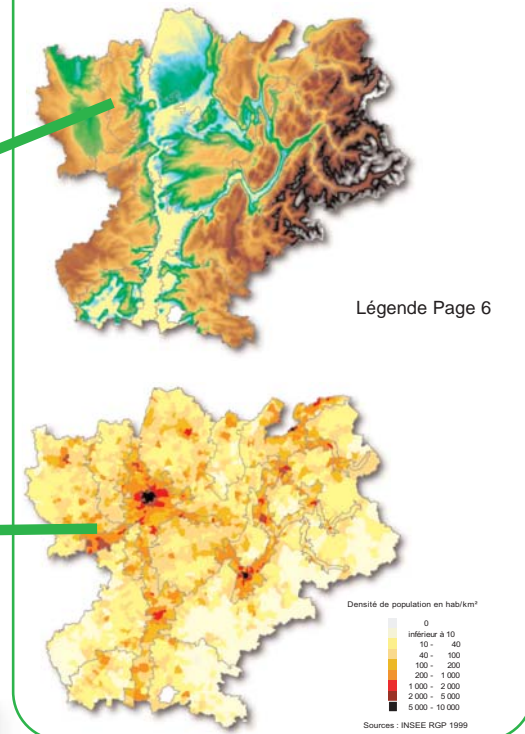 Légende Page 6
Densité de population en hab/km²
0
inférieur à 10
10 - 40
40 - 100
100 - 200
200 - 1 000
1 000 - 2 000
2 000 - 5 000
5 000 - 10 000
Sources : INSEE RGP 1999